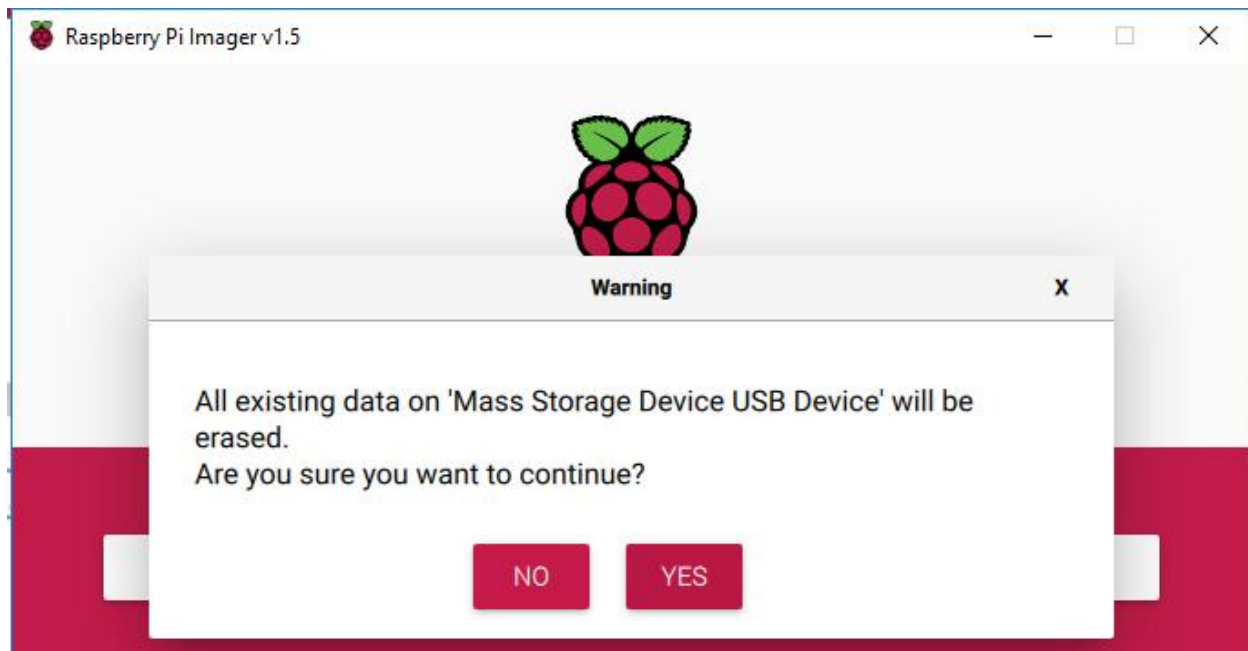 Raspberry Pi Imager v1.5
Warning
X
All existing data on 'Mass Storage Device USB Device' will be
erased.
Are you sure you want to continue?
NO
YES